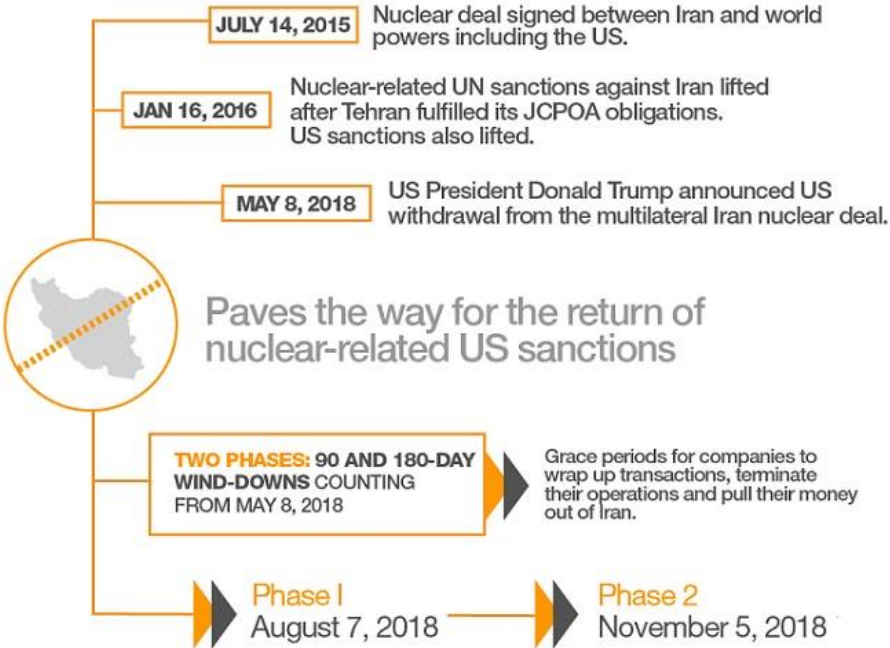 JULY 14, 2015
Nuclear deal signed between Iran and world
powers including the US.
JAN 16, 2016
Nuclear-related UN sanctions against Iran lifted
after Tehran fulfilled its JCPOA obligations.
US sanctions also lifted.
MAY 8, 2018
US President Donald Trump announced US
withdrawal from the multilateral Iran nuclear deal.
Paves the way for the return of
nuclear-related US sanctions
TWO PHASES: 90 AND 180-DAY
WIND-DOWNS COUNTING
FROM MAY 8, 2018
Grace periods for companies to
wrap up transactions, terminate
their operations and pull their money
out of Iran.
Phase I
August 7, 2018
Phase 2
November 5, 2018